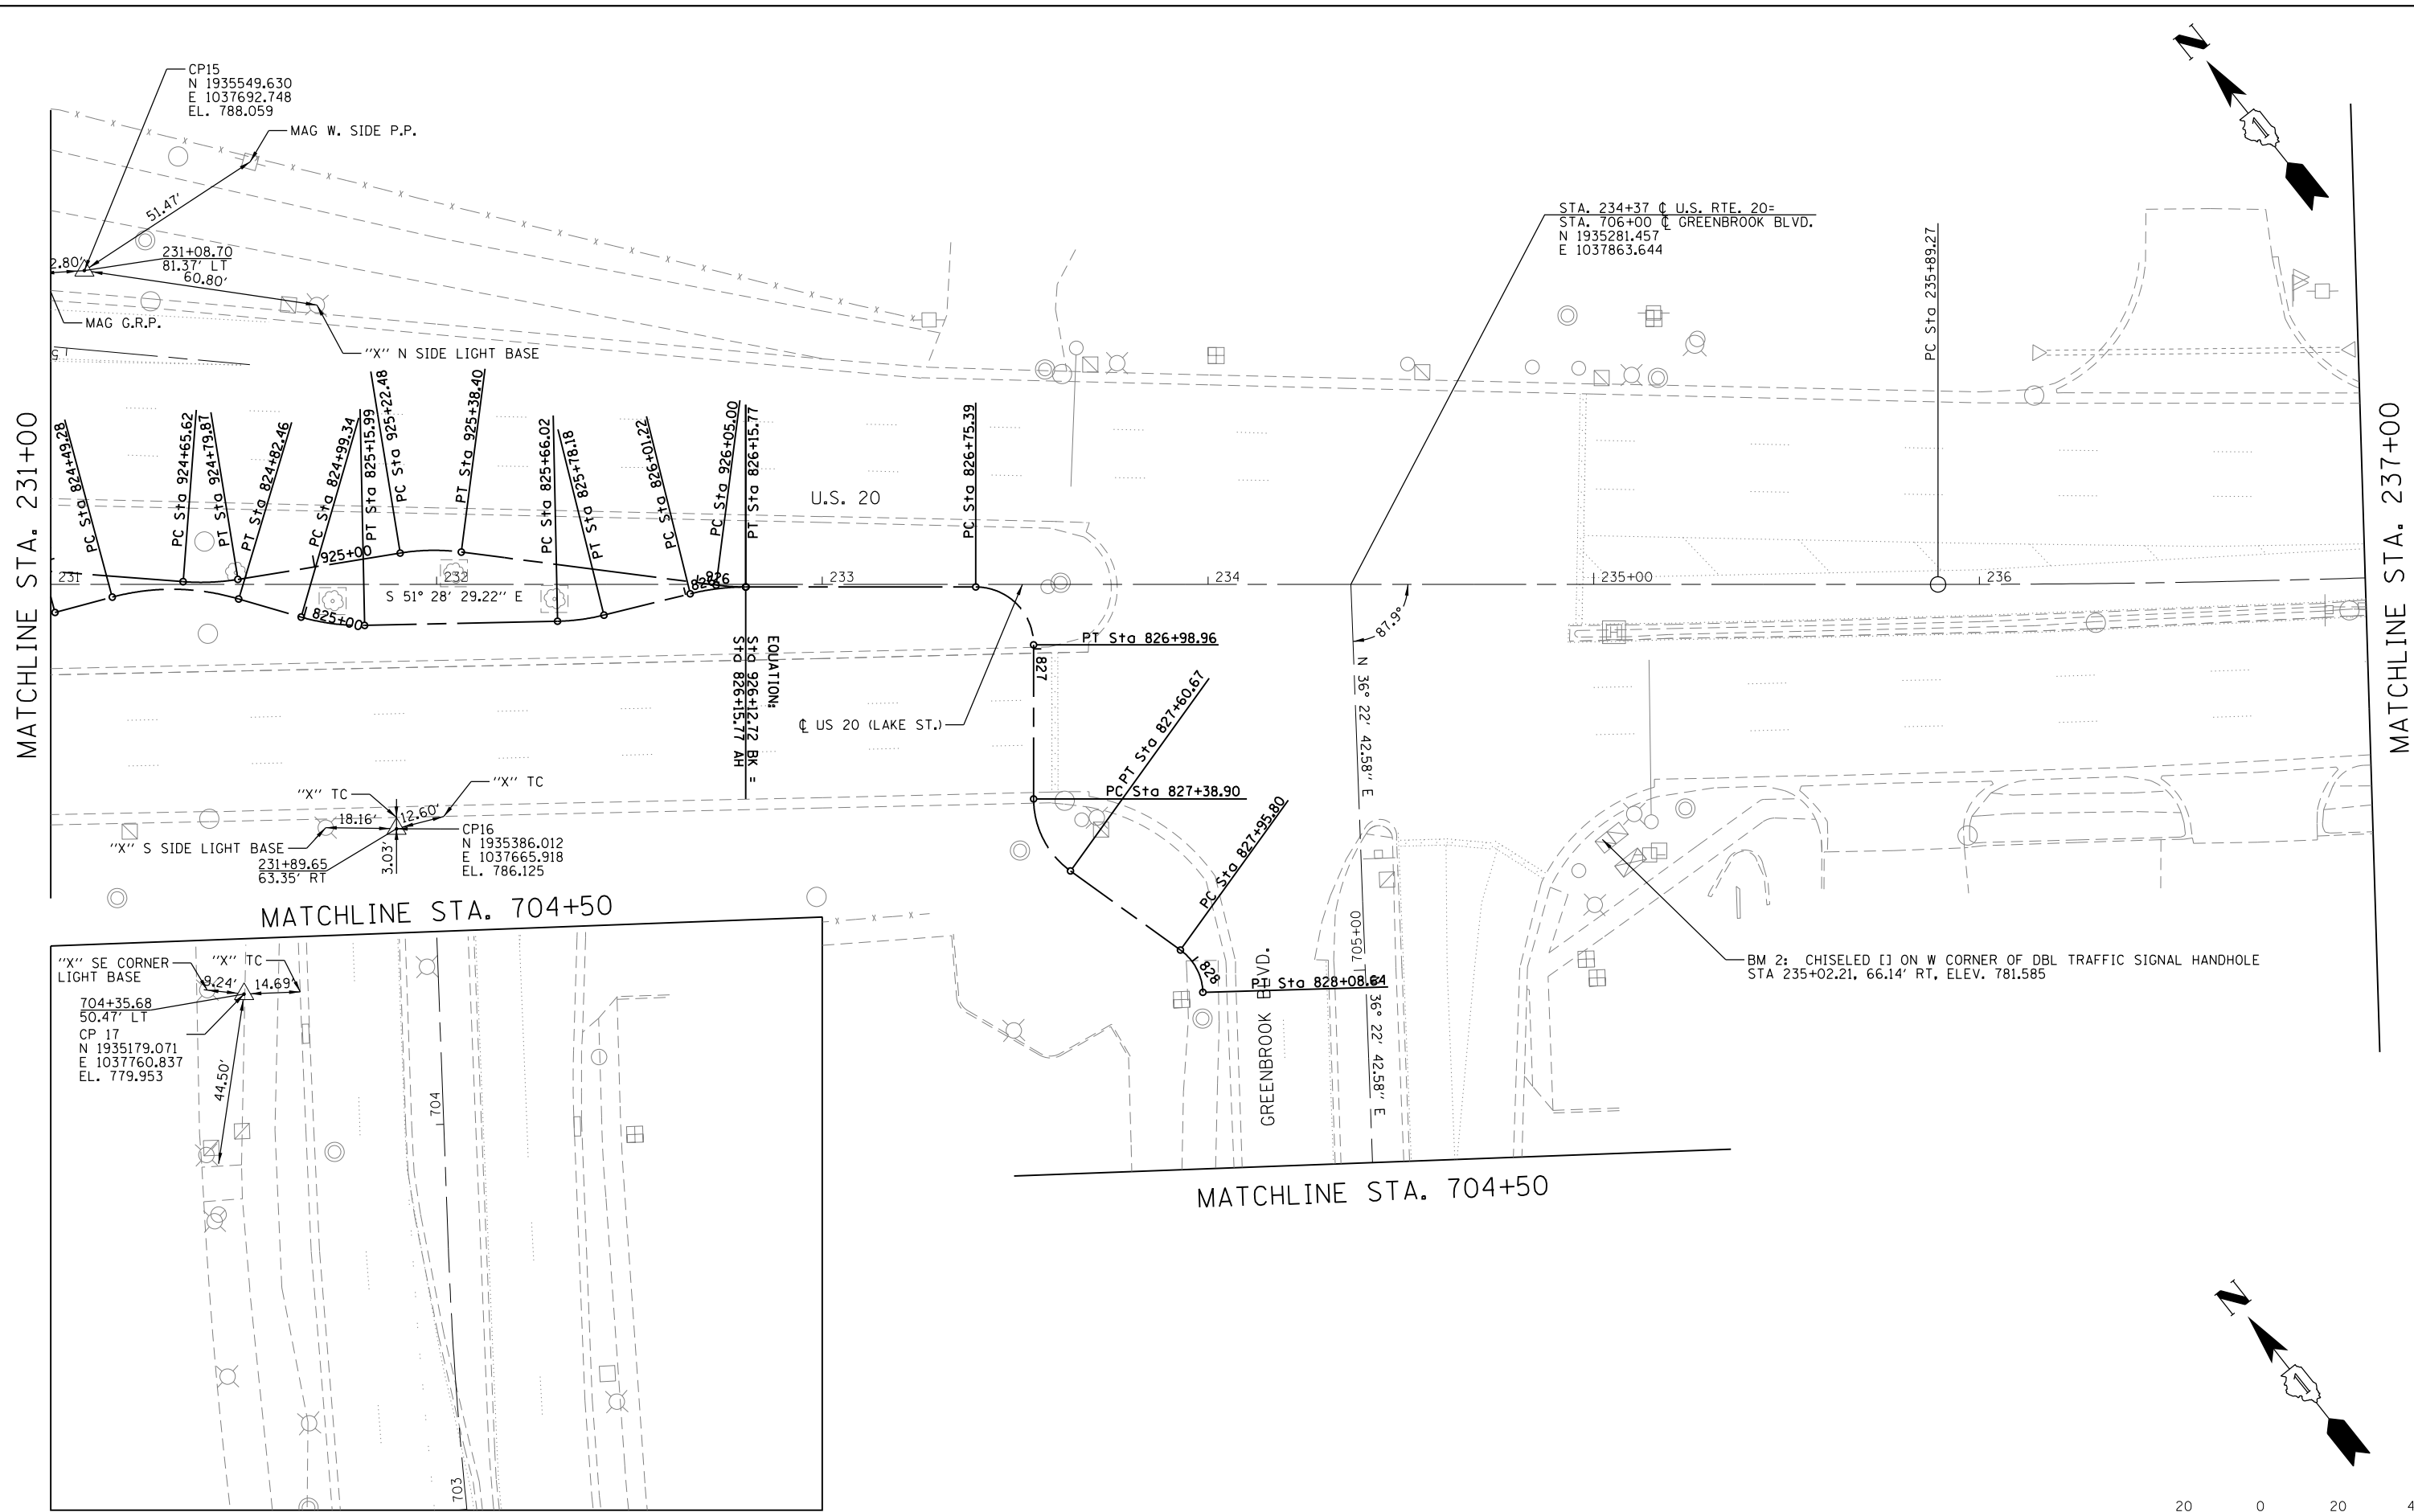 CP15
N 1935549.630
E 1037692.748
EL. 788.059
MAG W. SIDE P.P.
51.47'
2.80'
231+08.70
81.37' LT
60.80'
MAG G.R.P.
"X" N SIDE LIGHT BASE
N
STA. 234+37 ℄ U.S. RTE. 20=
STA. 706+00 ℄ GREENBROOK BLVD.
N 1935281.457
E 1037863.644
PC Sta 235+89.27
MATCHLINE STA. 231+00
MATCHLINE STA. 237+00
PC Sta 824+49.28
PC Sta 924+65.62
PT Sta 924+79.87
PT Sta 824+82.46
PC Sta 824+99.34
PT Sta 825+15.99
PC Sta 925+22.48
PT Sta 925+38.40
PC Sta 825+66.02
PT Sta 825+78.18
PC Sta 826+01.22
PC Sta 926+05.00
PT Sta 826+15.77
PC Sta 826+75.39
U.S. 20
925+00
926
826
825+00
231
232
233
234
235+00
236
S 51° 28' 29.22" E
87.9°
PT Sta 826+98.96
827
EQUATION:
Sta 926+12.72 BK =
Sta 826+15.77 AH
℄ US 20 (LAKE ST.)
N 36° 22' 42.58" E
PT Sta 827+60.67
PC Sta 827+38.90
PC Sta 827+95.80
828
PT Sta 828+08.64
705+00
36° 22' 42.58" E
GREENBROOK BLVD.
"X" TC
"X" TC
18.16'
12.60'
3.03'
"X" S SIDE LIGHT BASE
231+89.65
63.35' RT
CP16
N 1935386.012
E 1037665.918
EL. 786.125
BM 2: CHISELED [] ON W CORNER OF DBL TRAFFIC SIGNAL HANDHOLE
STA 235+02.21, 66.14' RT, ELEV. 781.585
MATCHLINE STA. 704+50
"X" SE CORNER
LIGHT BASE
"X" TC
9.24'
14.69'
704+35.68
50.47' LT
CP 17
N 1935179.071
E 1037760.837
EL. 779.953
44.50'
704
703
MATCHLINE STA. 704+50
N
20 0 20 4